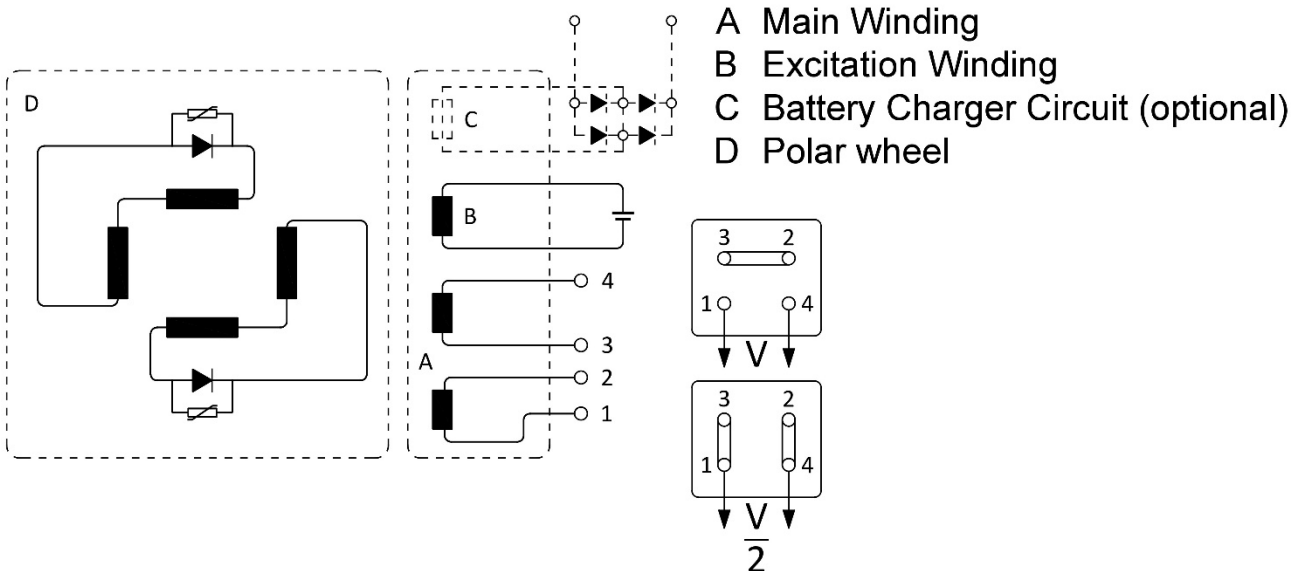 A Main Winding
B Excitation Winding
C Battery Charger Circuit (optional)
D Polar wheel
D
C
B
4
3
A
2
1
3 2
1 4
V
3 2
1 4
V
2